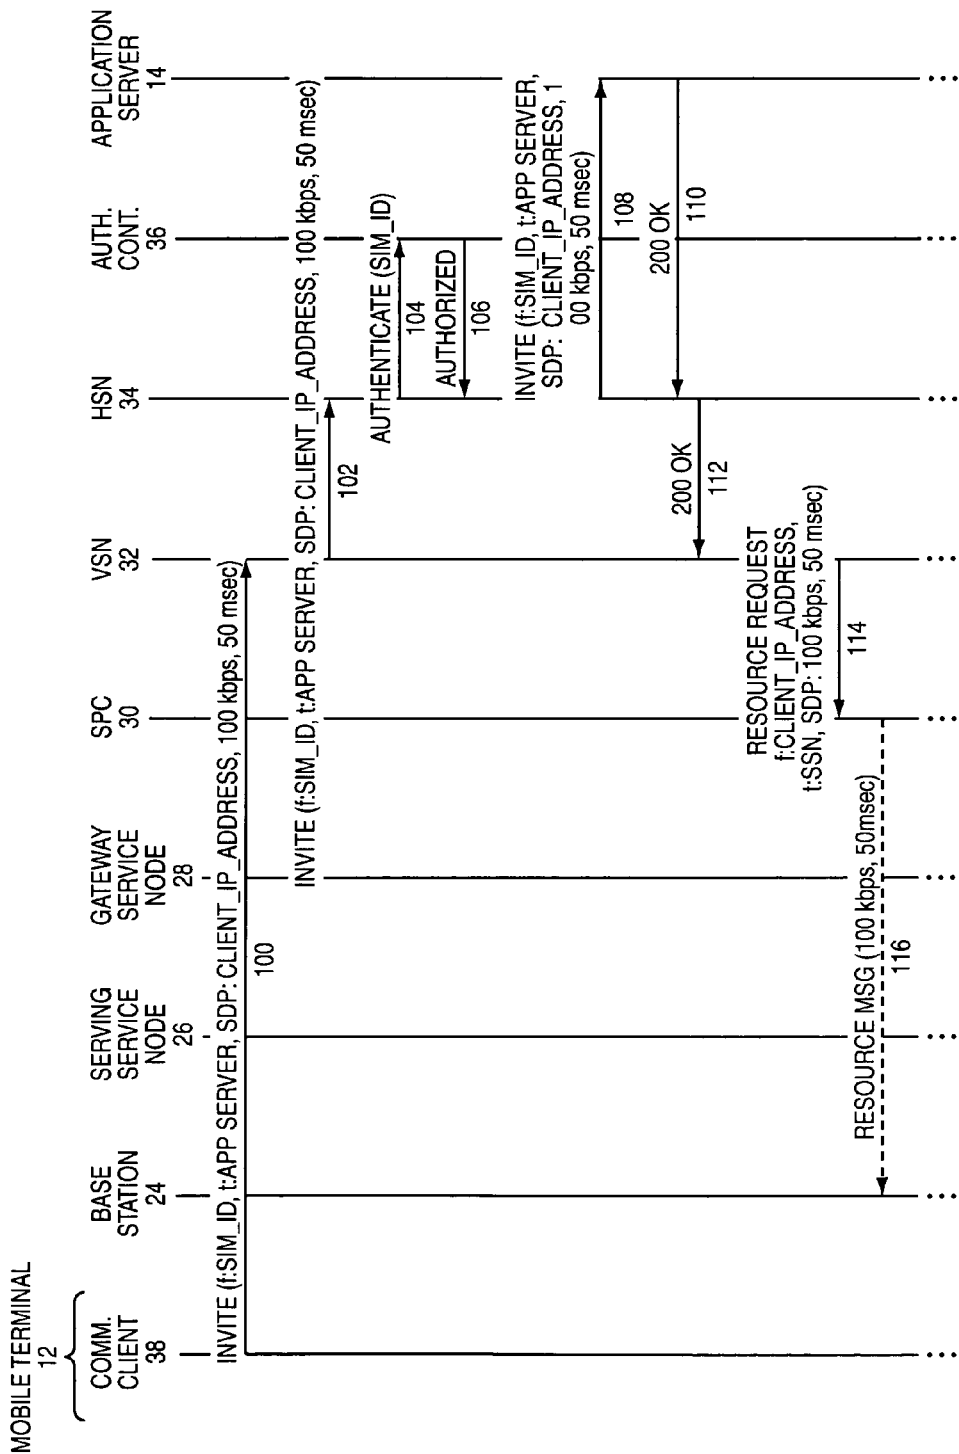 MOBILE TERMINAL
12
COMM.
CLIENT
38
BASE
STATION
24
SERVING
SERVICE
NODE
26
GATEWAY
SERVICE
NODE
28
SPC
30
VSN
32
HSN
34
AUTH.
CONT.
36
APPLICATION
SERVER
14
INVITE (f:SIM_ID, t:APP SERVER, SDP: CLIENT_IP_ADDRESS, 100 kbps, 50 msec)
100
INVITE (f:SIM_ID, t:APP SERVER, SDP: CLIENT_IP_ADDRESS, 100 kbps, 50 msec)
102
AUTHENTICATE (SIM_ID)
104
AUTHORIZED
106
INVITE (f:SIM_ID, t:APP SERVER,
SDP: CLIENT_IP_ADDRESS, 1
00 kbps, 50 msec)
108
200 OK
110
200 OK
112
RESOURCE REQUEST
f:CLIENT_IP_ADDRESS,
t:SSN, SDP: 100 kbps, 50 msec)
114
RESOURCE MSG (100 kbps, 50msec)
116